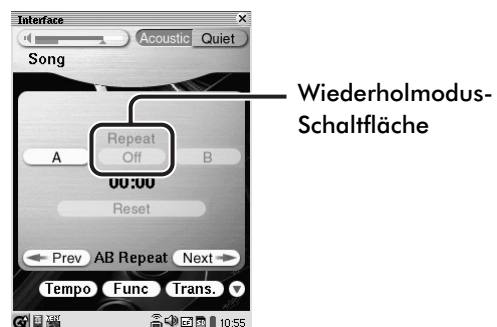 Interface ×
Acoustic Quiet
Song
Wiederholmodus-
Schaltfläche
Repeat
A Off B
00:00
Reset
Prev AB Repeat Next
Tempo Func Trans.
10:55